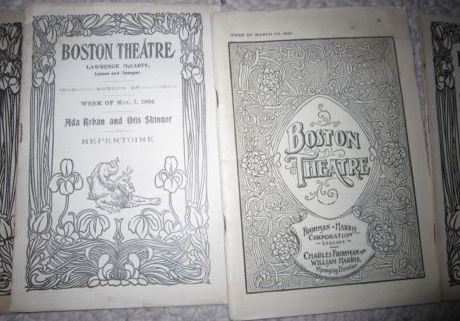 BOSTON THEATRE
LAWRENCE McCARTY,
Lessee and Manager.
WEEK OF MAR. 7, 1904
Ada Rehan and Otis Skinner
IN
REPERTOIRE
WEEK OF MARCH
BOSTON
THEATRE
FROHMAN - HARRIS
CORPORATION
LESSEES
CHARLES FROHMAN AND
WILLIAM HARRIS,
Managing Directors